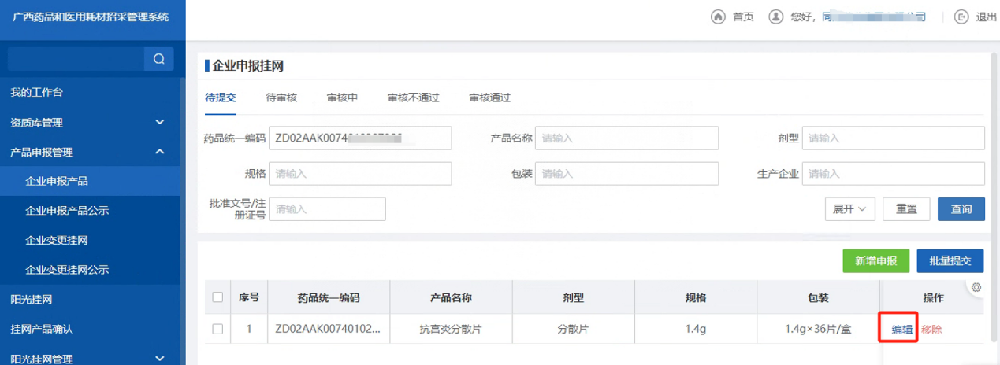 广西药品和医用耗材招采管理系统
首页 您好, 同 司 退出
我的工作台
资质库管理
产品申报管理
企业申报产品
企业申报产品公示
企业变更挂网
企业变更挂网公示
阳光挂网
挂网产品确认
阳光挂网管理
企业申报挂网
待提交 待审核 审核中 审核不通过 审核通过
药品统一编码 ZD02AAK0074 产品名称 请输入 剂型 请输入
规格 请输入 包装 请输入 生产企业 请输入
批准文号/注
册证号 请输入 展开 重置 查询
新增申报 批量提交
序号 药品统一编码 产品名称 剂型 规格 包装 操作
1 ZD02AAK00740102... 抗宫炎分散片 分散片 1.4g 1.4g×36片/盒 编辑 移除